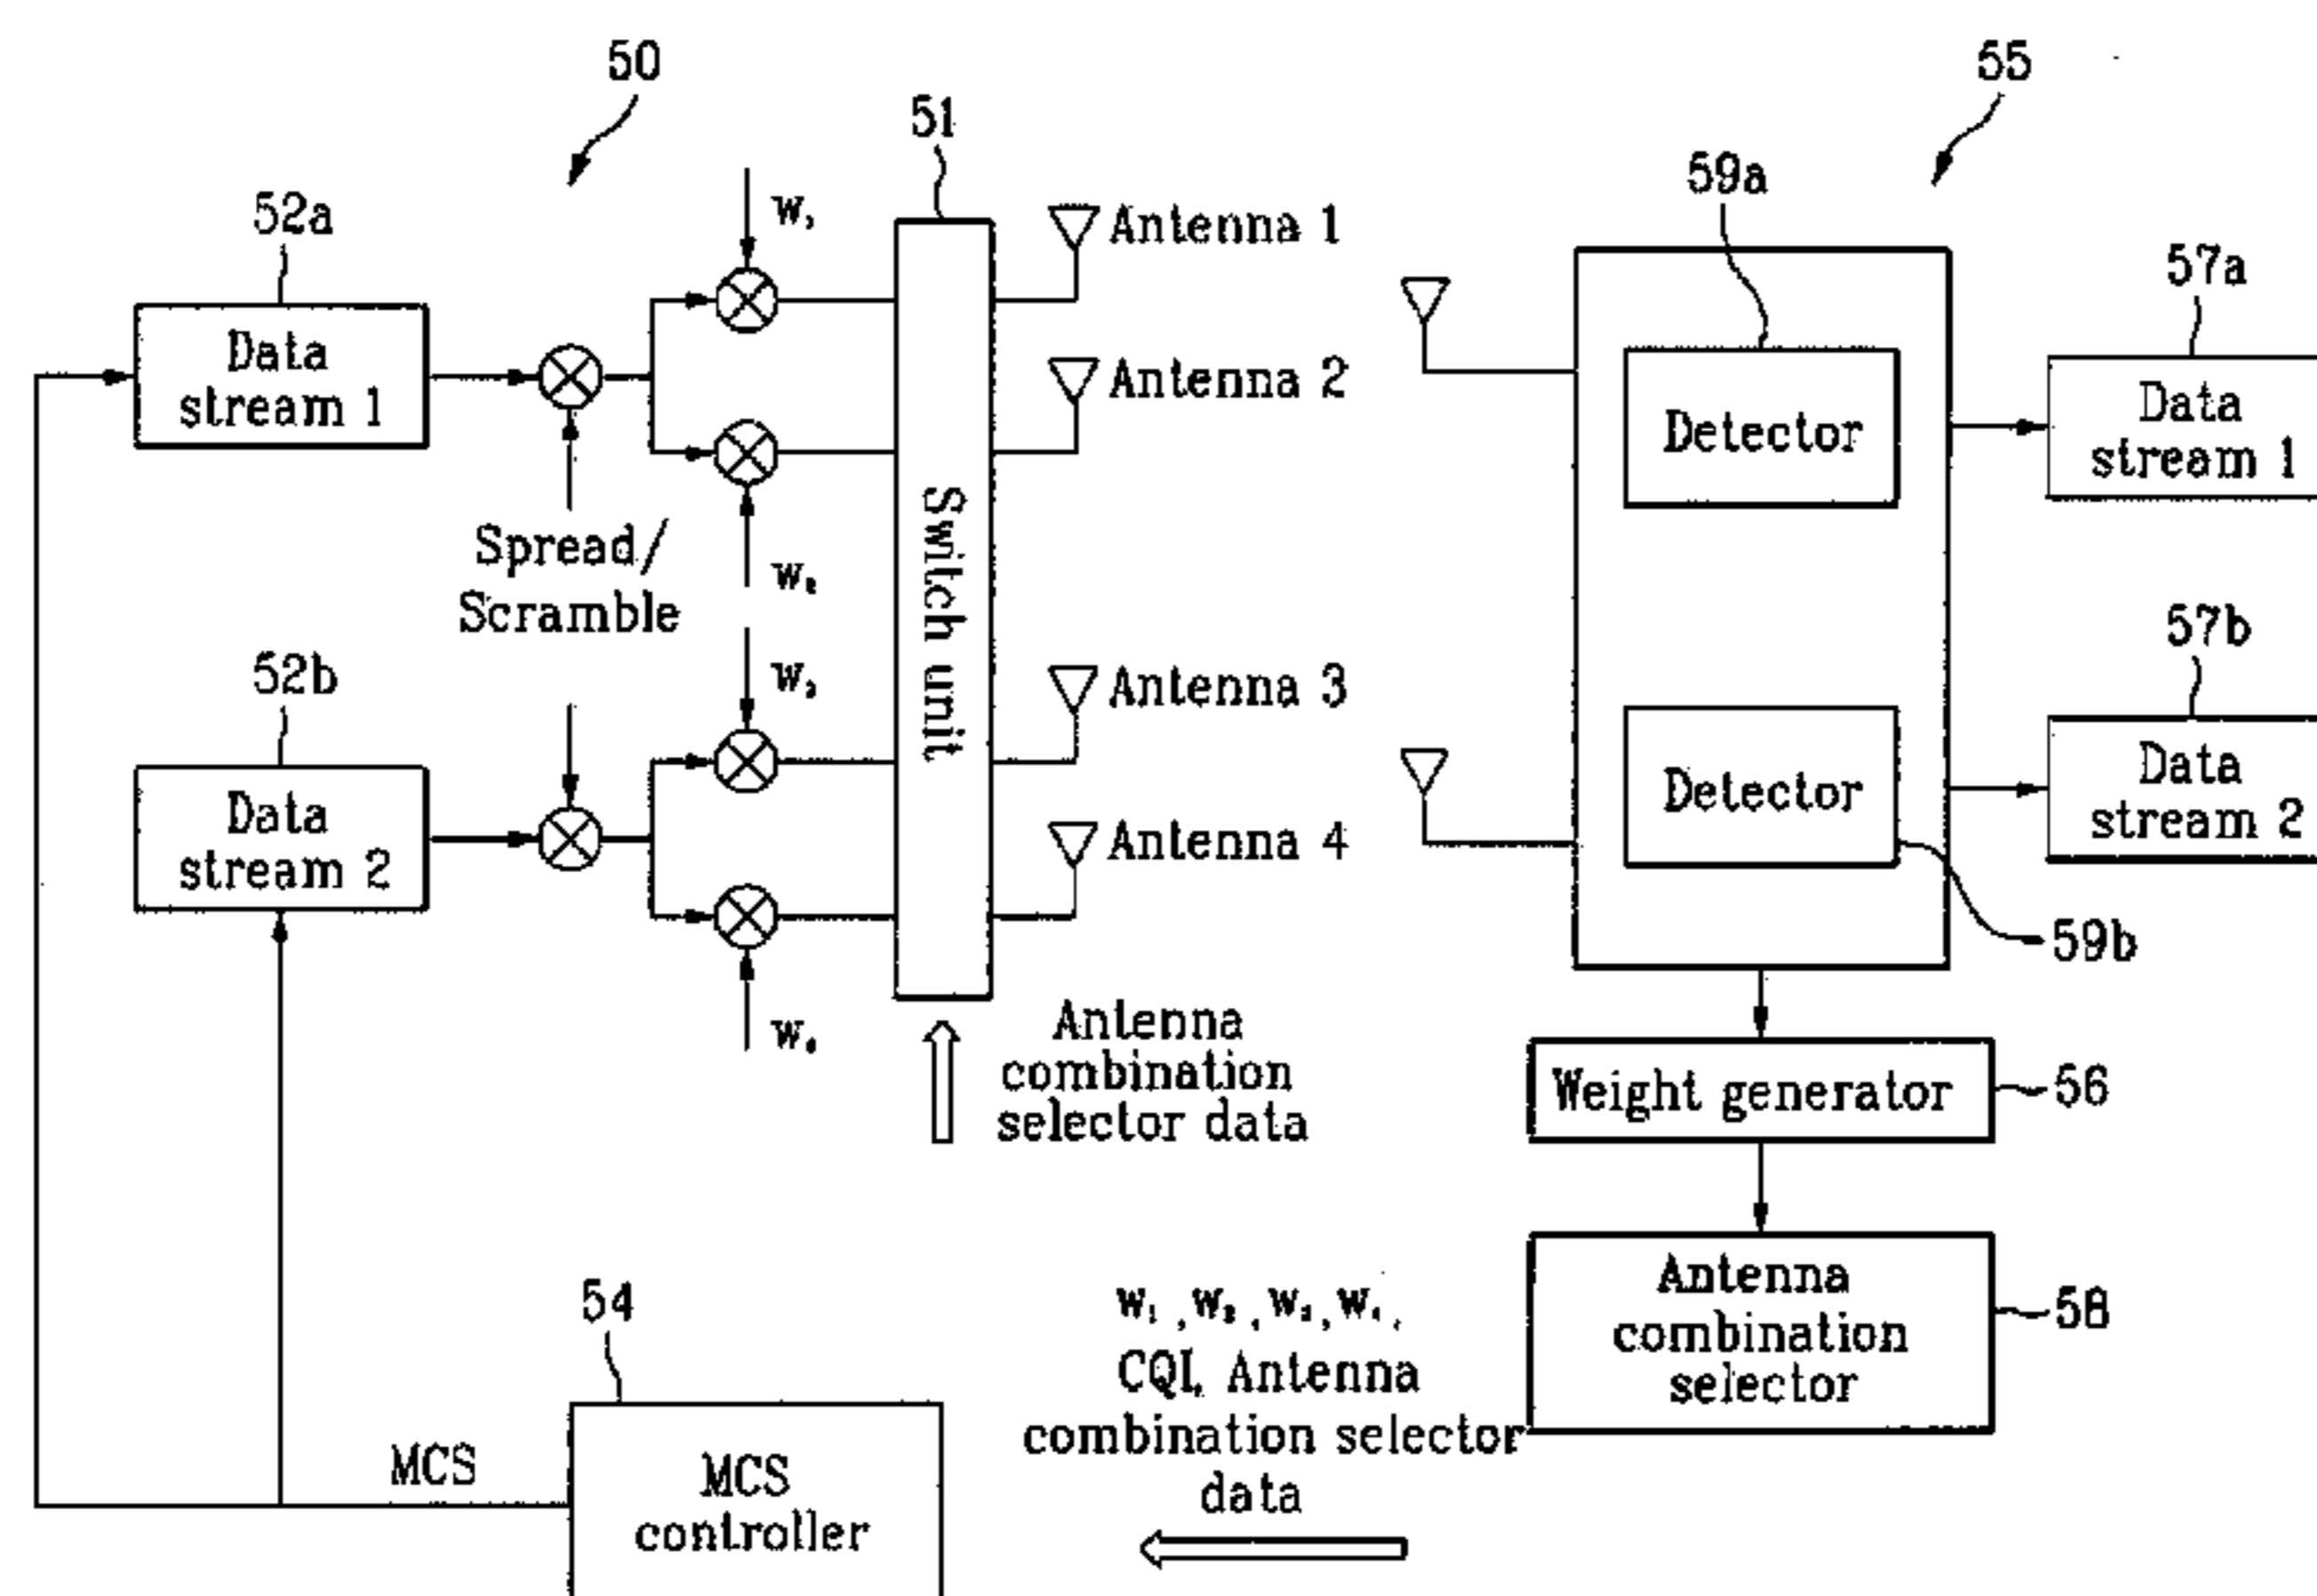 50
55
51
59a
52a
w₁
Antenna 1
57a
Data
stream 1
Antenna 2
Detector
Data
stream 1
Spread/
Scramble
w₂
Switch unit
52b
w₃
Antenna 3
57b
Data
stream 2
Antenna 4
Detector
Data
stream 2
59b
w₄
Antenna
combination
selector data
Weight generator
56
54
w₁, w₂, w₃, w₄,
CQI, Antenna
combination selector
data
Antenna
combination
selector
58
MCS
MCS
controller